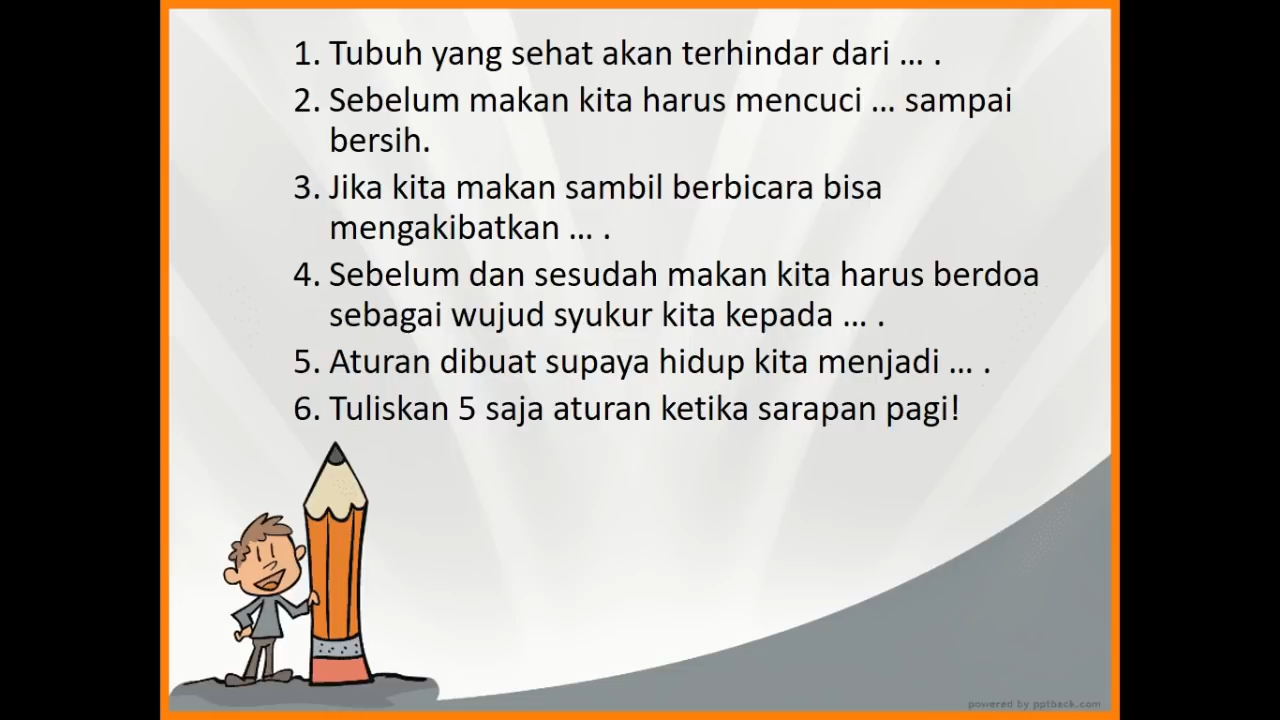 1. Tubuh yang sehat akan terhindar dari ... .
2. Sebelum makan kita harus mencuci ... sampai
bersih.
3. Jika kita makan sambil berbicara bisa
mengakibatkan ... .
4. Sebelum dan sesudah makan kita harus berdoa
sebagai wujud syukur kita kepada ... .
5. Aturan dibuat supaya hidup kita menjadi ... .
6. Tuliskan 5 saja aturan ketika sarapan pagi!
powered by pptback.com